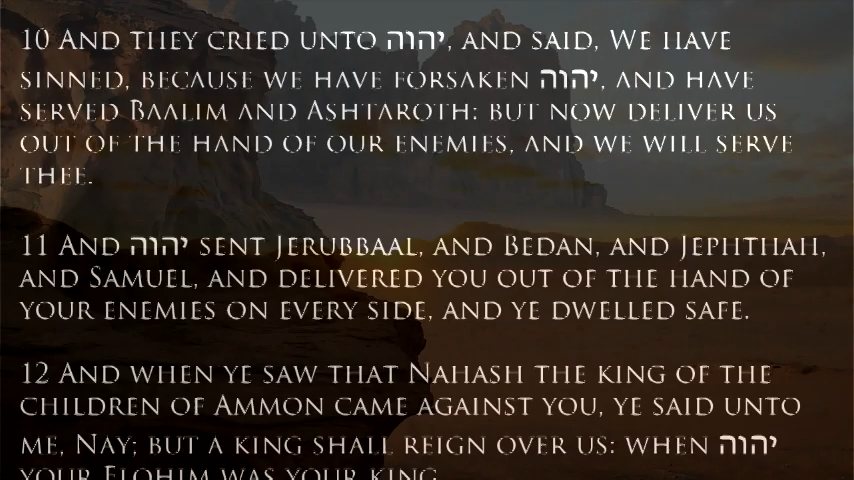 10 And they cried unto יהוה, and said, We have
sinned, because we have forsaken יהוה, and have
served Baalim and Ashtaroth: but now deliver us
out of the hand of our enemies, and we will serve
thee.
11 And יהוה sent Jerubbaal, and Bedan, and Jephthah,
and Samuel, and delivered you out of the hand of
your enemies on every side, and ye dwelled safe.
12 And when ye saw that Nahash the king of the
children of Ammon came against you, ye said unto
me, Nay; but a king shall reign over us: when יהוה
your Elohim was your king.